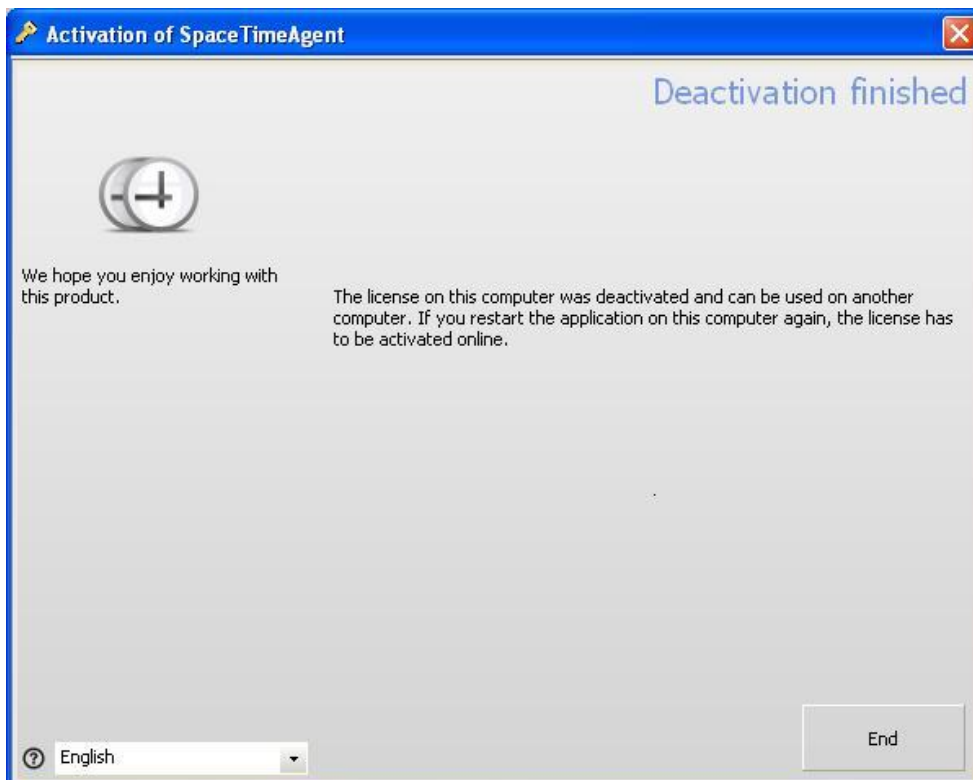 Activation of SpaceTimeAgent
Deactivation finished
We hope you enjoy working with
this product.
The license on this computer was deactivated and can be used on another
computer. If you restart the application on this computer again, the license has
to be activated online.
English
End